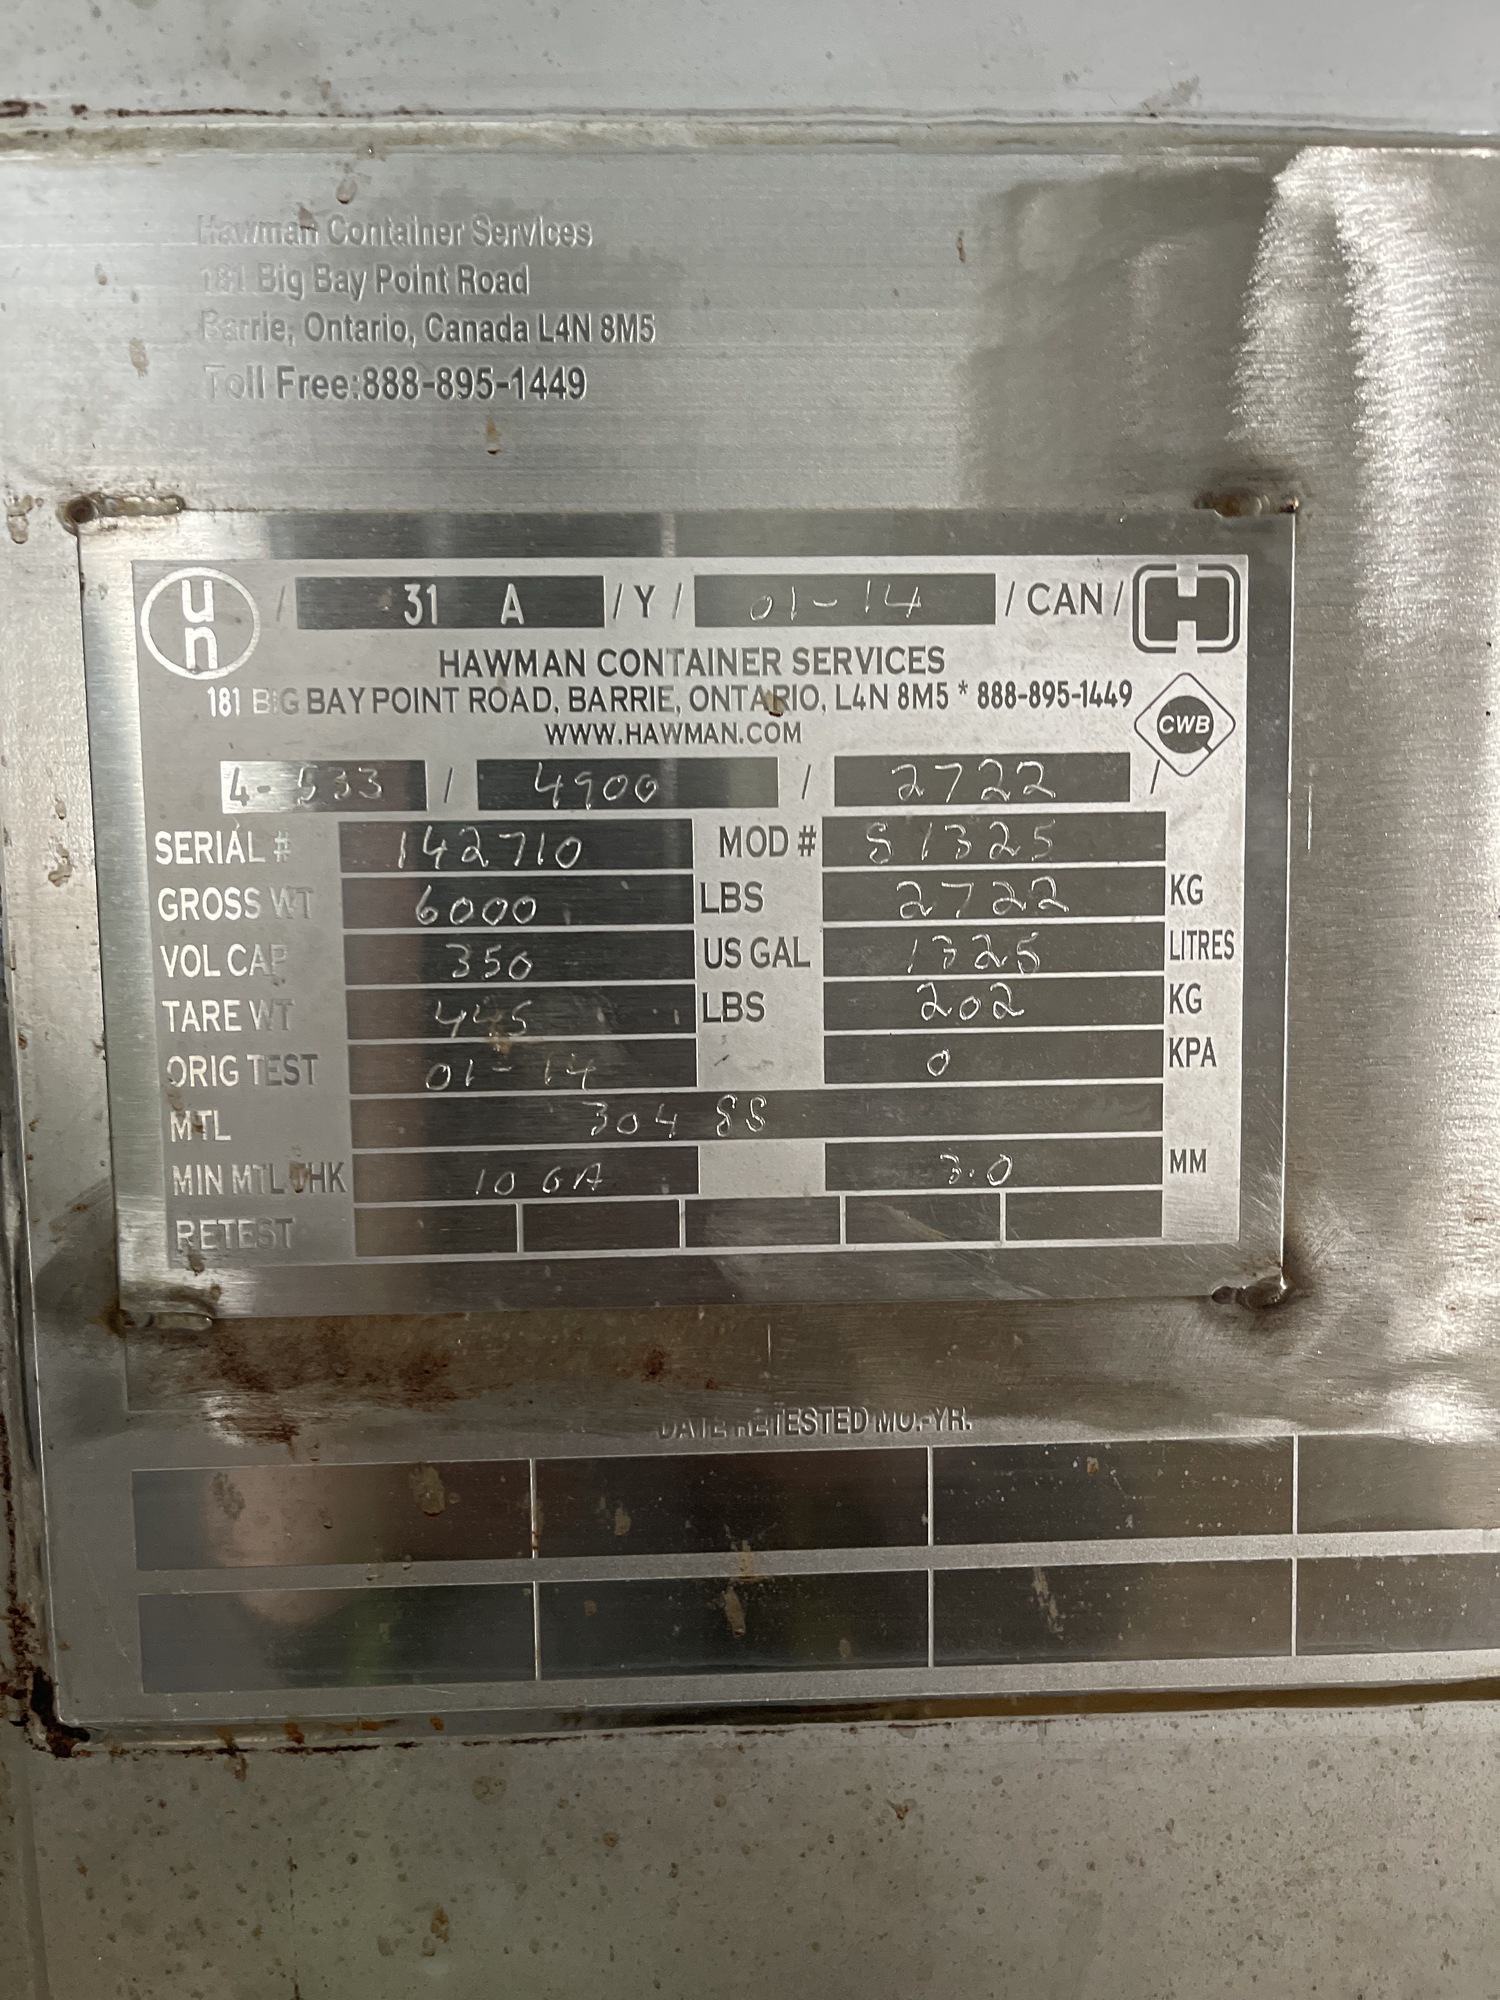 Hawman Container Services
181 Big Bay Point Road
Barrie, Ontario, Canada L4N 8M5
Toll Free:888-895-1449
un / 31 A / Y / 01-14 / CAN / H
HAWMAN CONTAINER SERVICES
181 BIG BAY POINT ROAD, BARRIE, ONTARIO, L4N 8M5 * 888-895-1449
WWW.HAWMAN.COM
CWB
4-533 / 4900 / 2722 /
SERIAL # 142710 MOD # S1325
GROSS WT 6000 LBS 2722 KG
VOL CAP 350 US GAL 1325 LITRES
TARE WT 445 LBS 202 KG
ORIG TEST 01-14 0 KPA
MTL 304 SS
MIN MTL THK 10 GA 3.0 MM
RETEST
DATE RETESTED MO.-YR.